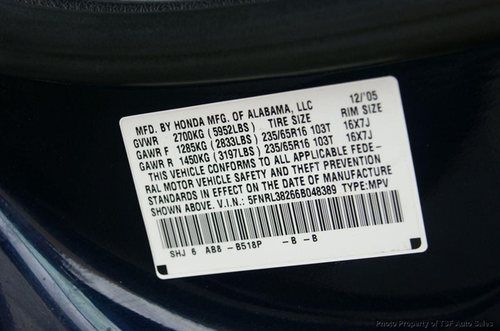 MFD. BY HONDA MFG. OF ALABAMA, LLC 12/'05
GVWR 2700KG (5952LBS) TIRE SIZE RIM SIZE
GAWR F 1285KG (2833LBS) 235/65R16 103T 16X7J
GAWR R 1450KG (3197LBS) 235/65R16 103T 16X7J
THIS VEHICLE CONFORMS TO ALL APPLICABLE FEDE-
RAL MOTOR VEHICLE SAFETY AND THEFT PREVENTION
STANDARDS IN EFFECT ON THE DATE OF MANUFACTURE
SHOWN ABOVE. V.I.N.: 5FNRL38266B048389 TYPE:MPV
SHJ 6 AB8 -B518P -B -B
Photo Property of TSF Auto Sales